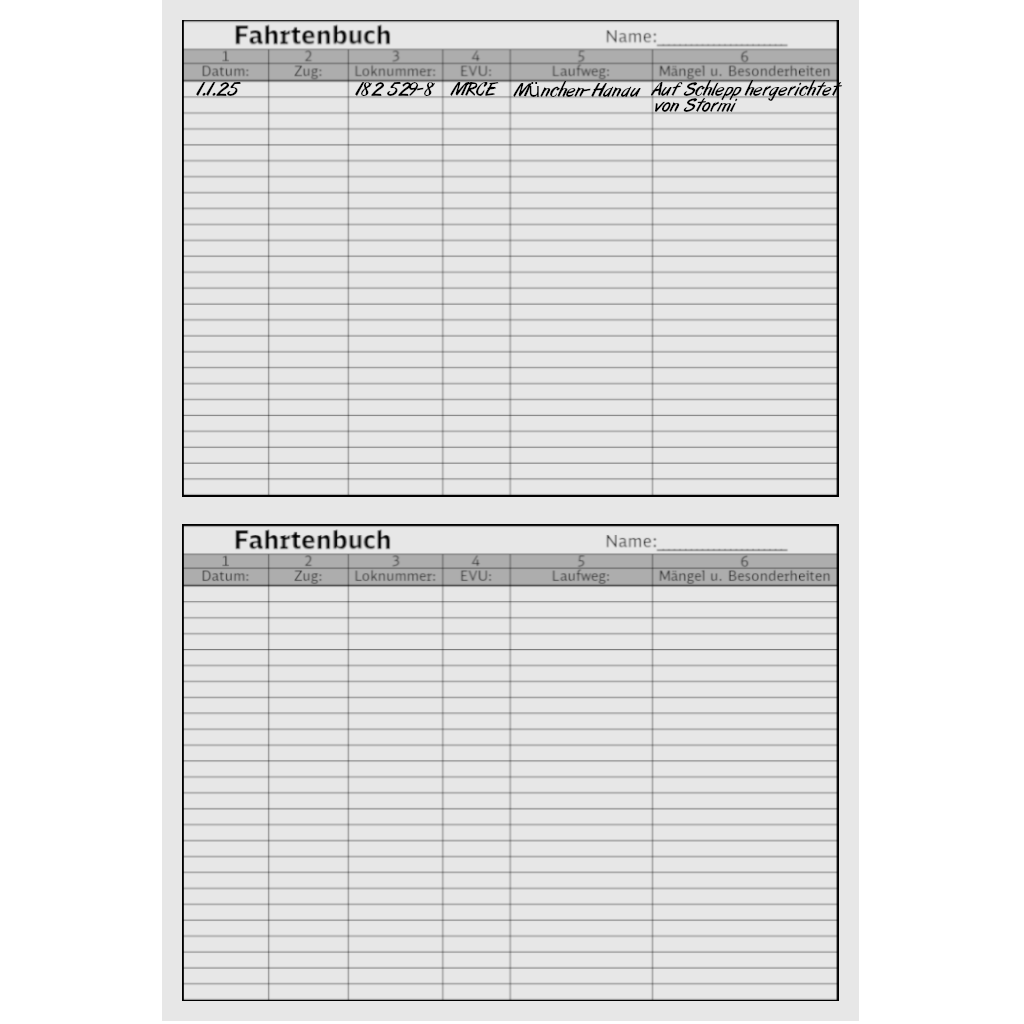 Fahrtenbuch Name:____________________
1 2 3 4 5 6
Datum: Zug: Loknummer: EVU: Laufweg: Mängel u. Besonderheiten
1.1.25 182 529-8 MRCE München-Hanau Auf Schlepp hergerichtet
von Stormi
Fahrtenbuch Name:____________________
1 2 3 4 5 6
Datum: Zug: Loknummer: EVU: Laufweg: Mängel u. Besonderheiten